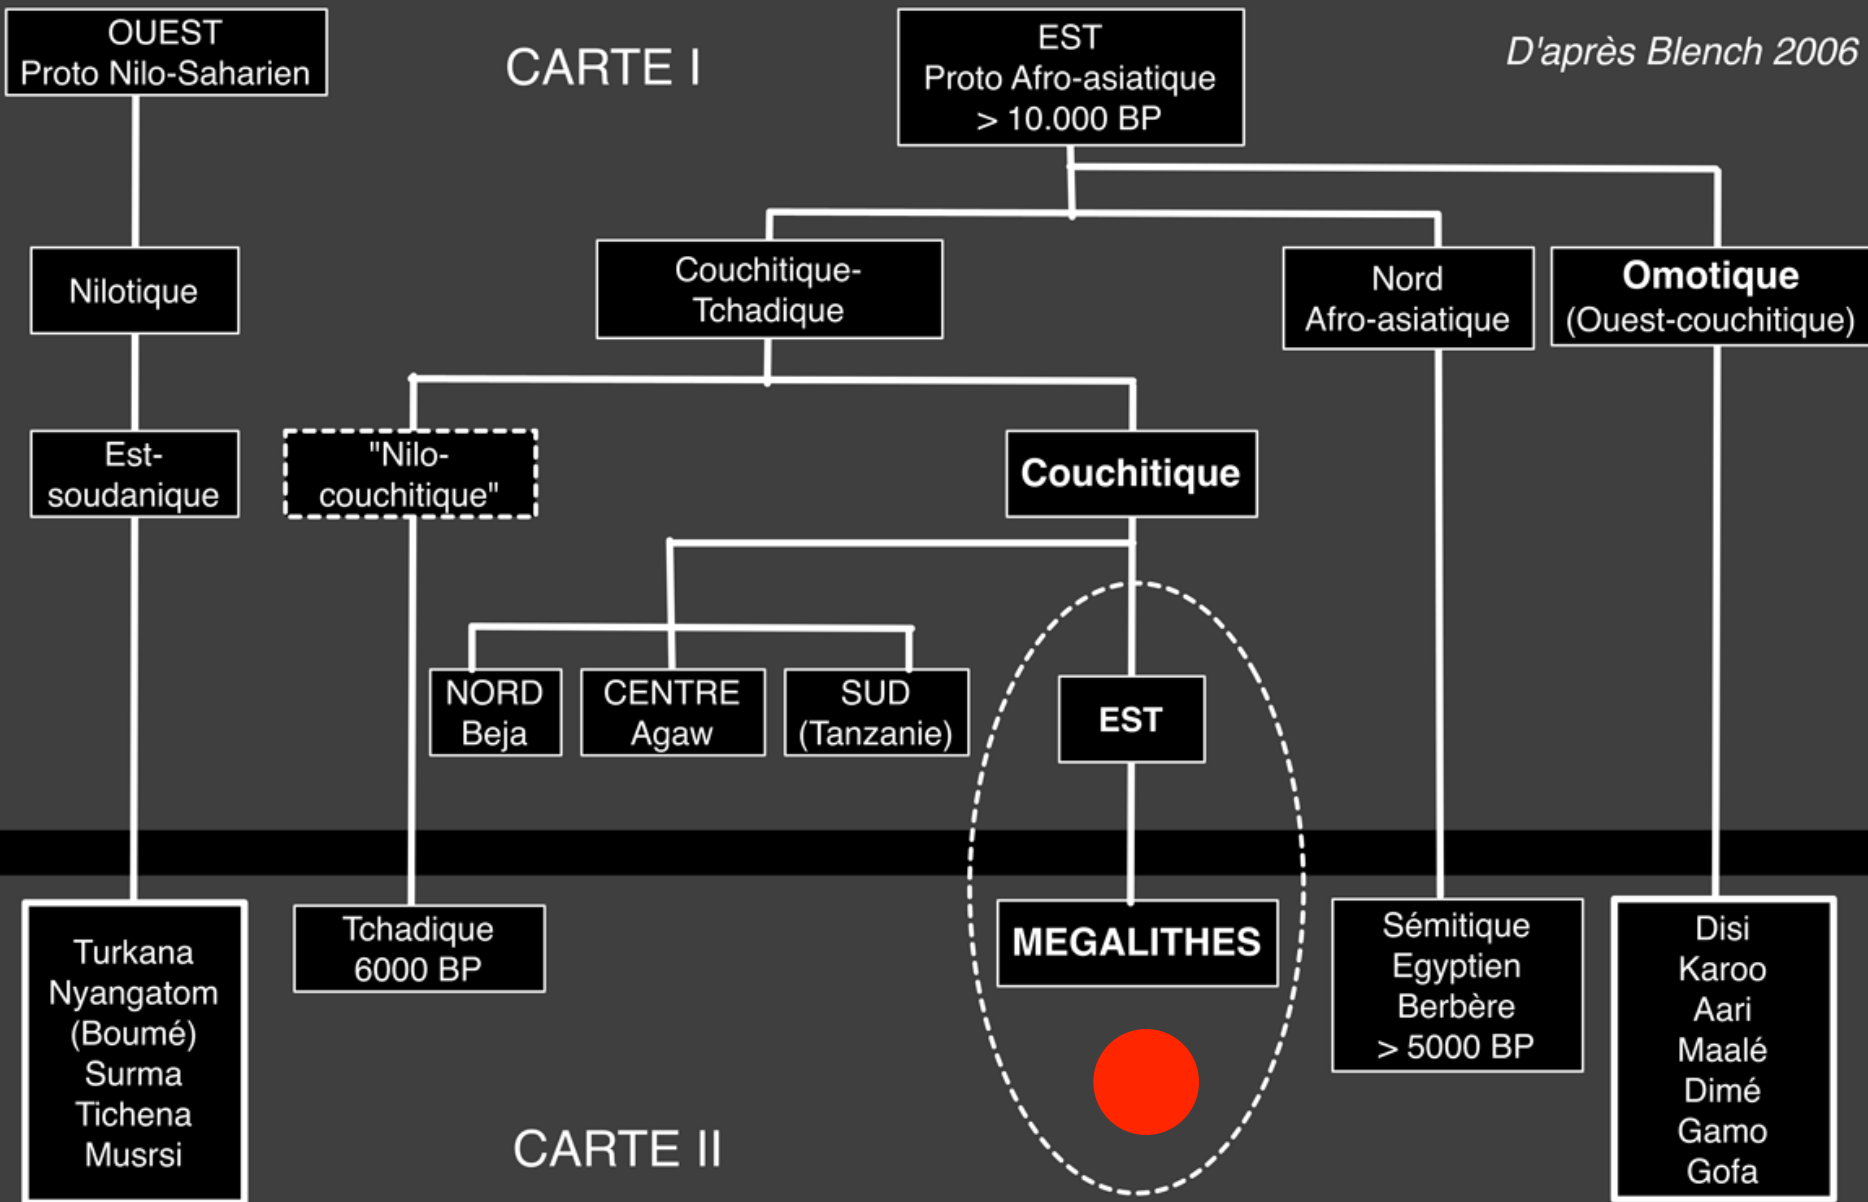 OUEST
Proto Nilo-Saharien
CARTE I
EST
Proto Afro-asiatique
> 10.000 BP
D'après Blench 2006
Nilotique
Couchitique-
Tchadique
Nord
Afro-asiatique
Omotique
(Ouest-couchitique)
Est-
soudanique
"Nilo-
couchitique"
Couchitique
NORD
Beja
CENTRE
Agaw
SUD
(Tanzanie)
EST
Turkana
Nyangatom
(Boumé)
Surma
Tichena
Musrsi
Tchadique
6000 BP
MEGALITHES
Sémitique
Egyptien
Berbère
> 5000 BP
Disi
Karoo
Aari
Maalé
Dimé
Gamo
Gofa
CARTE II